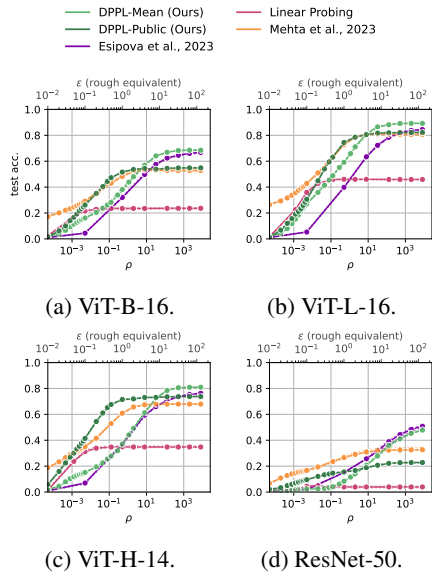 DPPL-Mean (Ours)
DPPL-Public (Ours)
Esipova et al., 2023
Linear Probing
Mehta et al., 2023
ε (rough equivalent)
10⁻² 10⁻¹ 10⁰ 10¹ 10²
test acc.
1.0
0.8
0.6
0.4
0.2
0.0
10⁻³ 10⁻¹ 10¹ 10³
ρ
(a) ViT-B-16.
ε (rough equivalent)
10⁻² 10⁻¹ 10⁰ 10¹ 10²
1.0
0.8
0.6
0.4
0.2
0.0
10⁻³ 10⁻¹ 10¹ 10³
ρ
(b) ViT-L-16.
ε (rough equivalent)
10⁻² 10⁻¹ 10⁰ 10¹ 10²
1.0
0.8
0.6
0.4
0.2
0.0
10⁻³ 10⁻¹ 10¹ 10³
ρ
(c) ViT-H-14.
ε (rough equivalent)
10⁻² 10⁻¹ 10⁰ 10¹ 10²
1.0
0.8
0.6
0.4
0.2
0.0
10⁻³ 10⁻¹ 10¹ 10³
ρ
(d) ResNet-50.